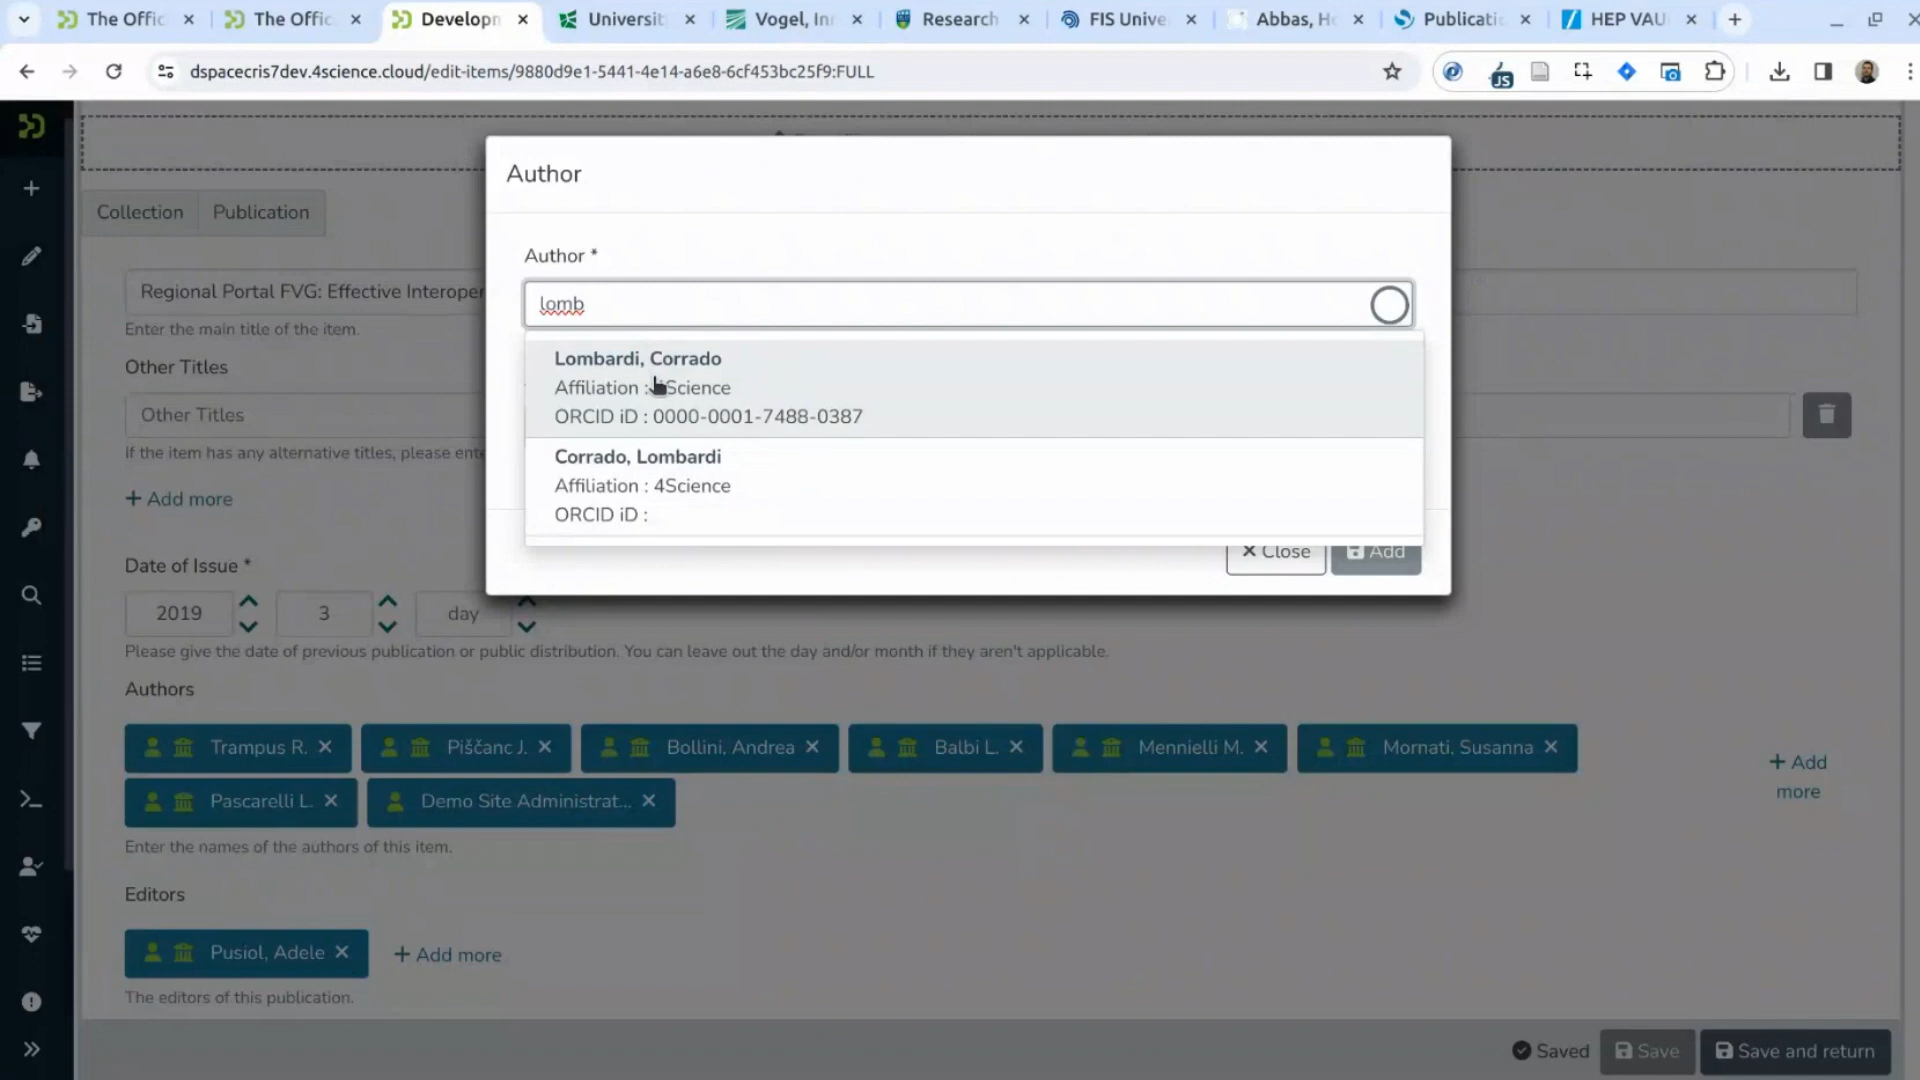 The Offic
The Offic
Developm
Universit
Vogel, Inn
Research
FIS Unive
Abbas, H
Publicati
HEP VAU
dspacecris7dev.4science.cloud/edit-items/9880d9e1-5441-4e14-a6e8-6cf453bc25f9:FULL
JS
Author
Collection
Publication
Author *
Regional Portal FVG: Effective Interoper
lomb
Enter the main title of the item.
Lombardi, Corrado
Other Titles
Affiliation : 4Science
Other Titles
ORCID iD : 0000-0001-7488-0387
If the item has any alternative titles, please ente
Corrado, Lombardi
Affiliation : 4Science
+ Add more
ORCID iD :
× Close
Add
Date of Issue *
2019
3
day
Please give the date of previous publication or public distribution. You can leave out the day and/or month if they aren't applicable.
Authors
Trampus R. ×
Piščanc J. ×
Bollini, Andrea ×
Balbi L. ×
Mennielli M. ×
Mornati, Susanna ×
+ Add
more
Pascarelli L. ×
Demo Site Administrat... ×
Enter the names of the authors of this item.
Editors
Pusiol, Adele ×
+ Add more
The editors of this publication.
Saved
Save
Save and return